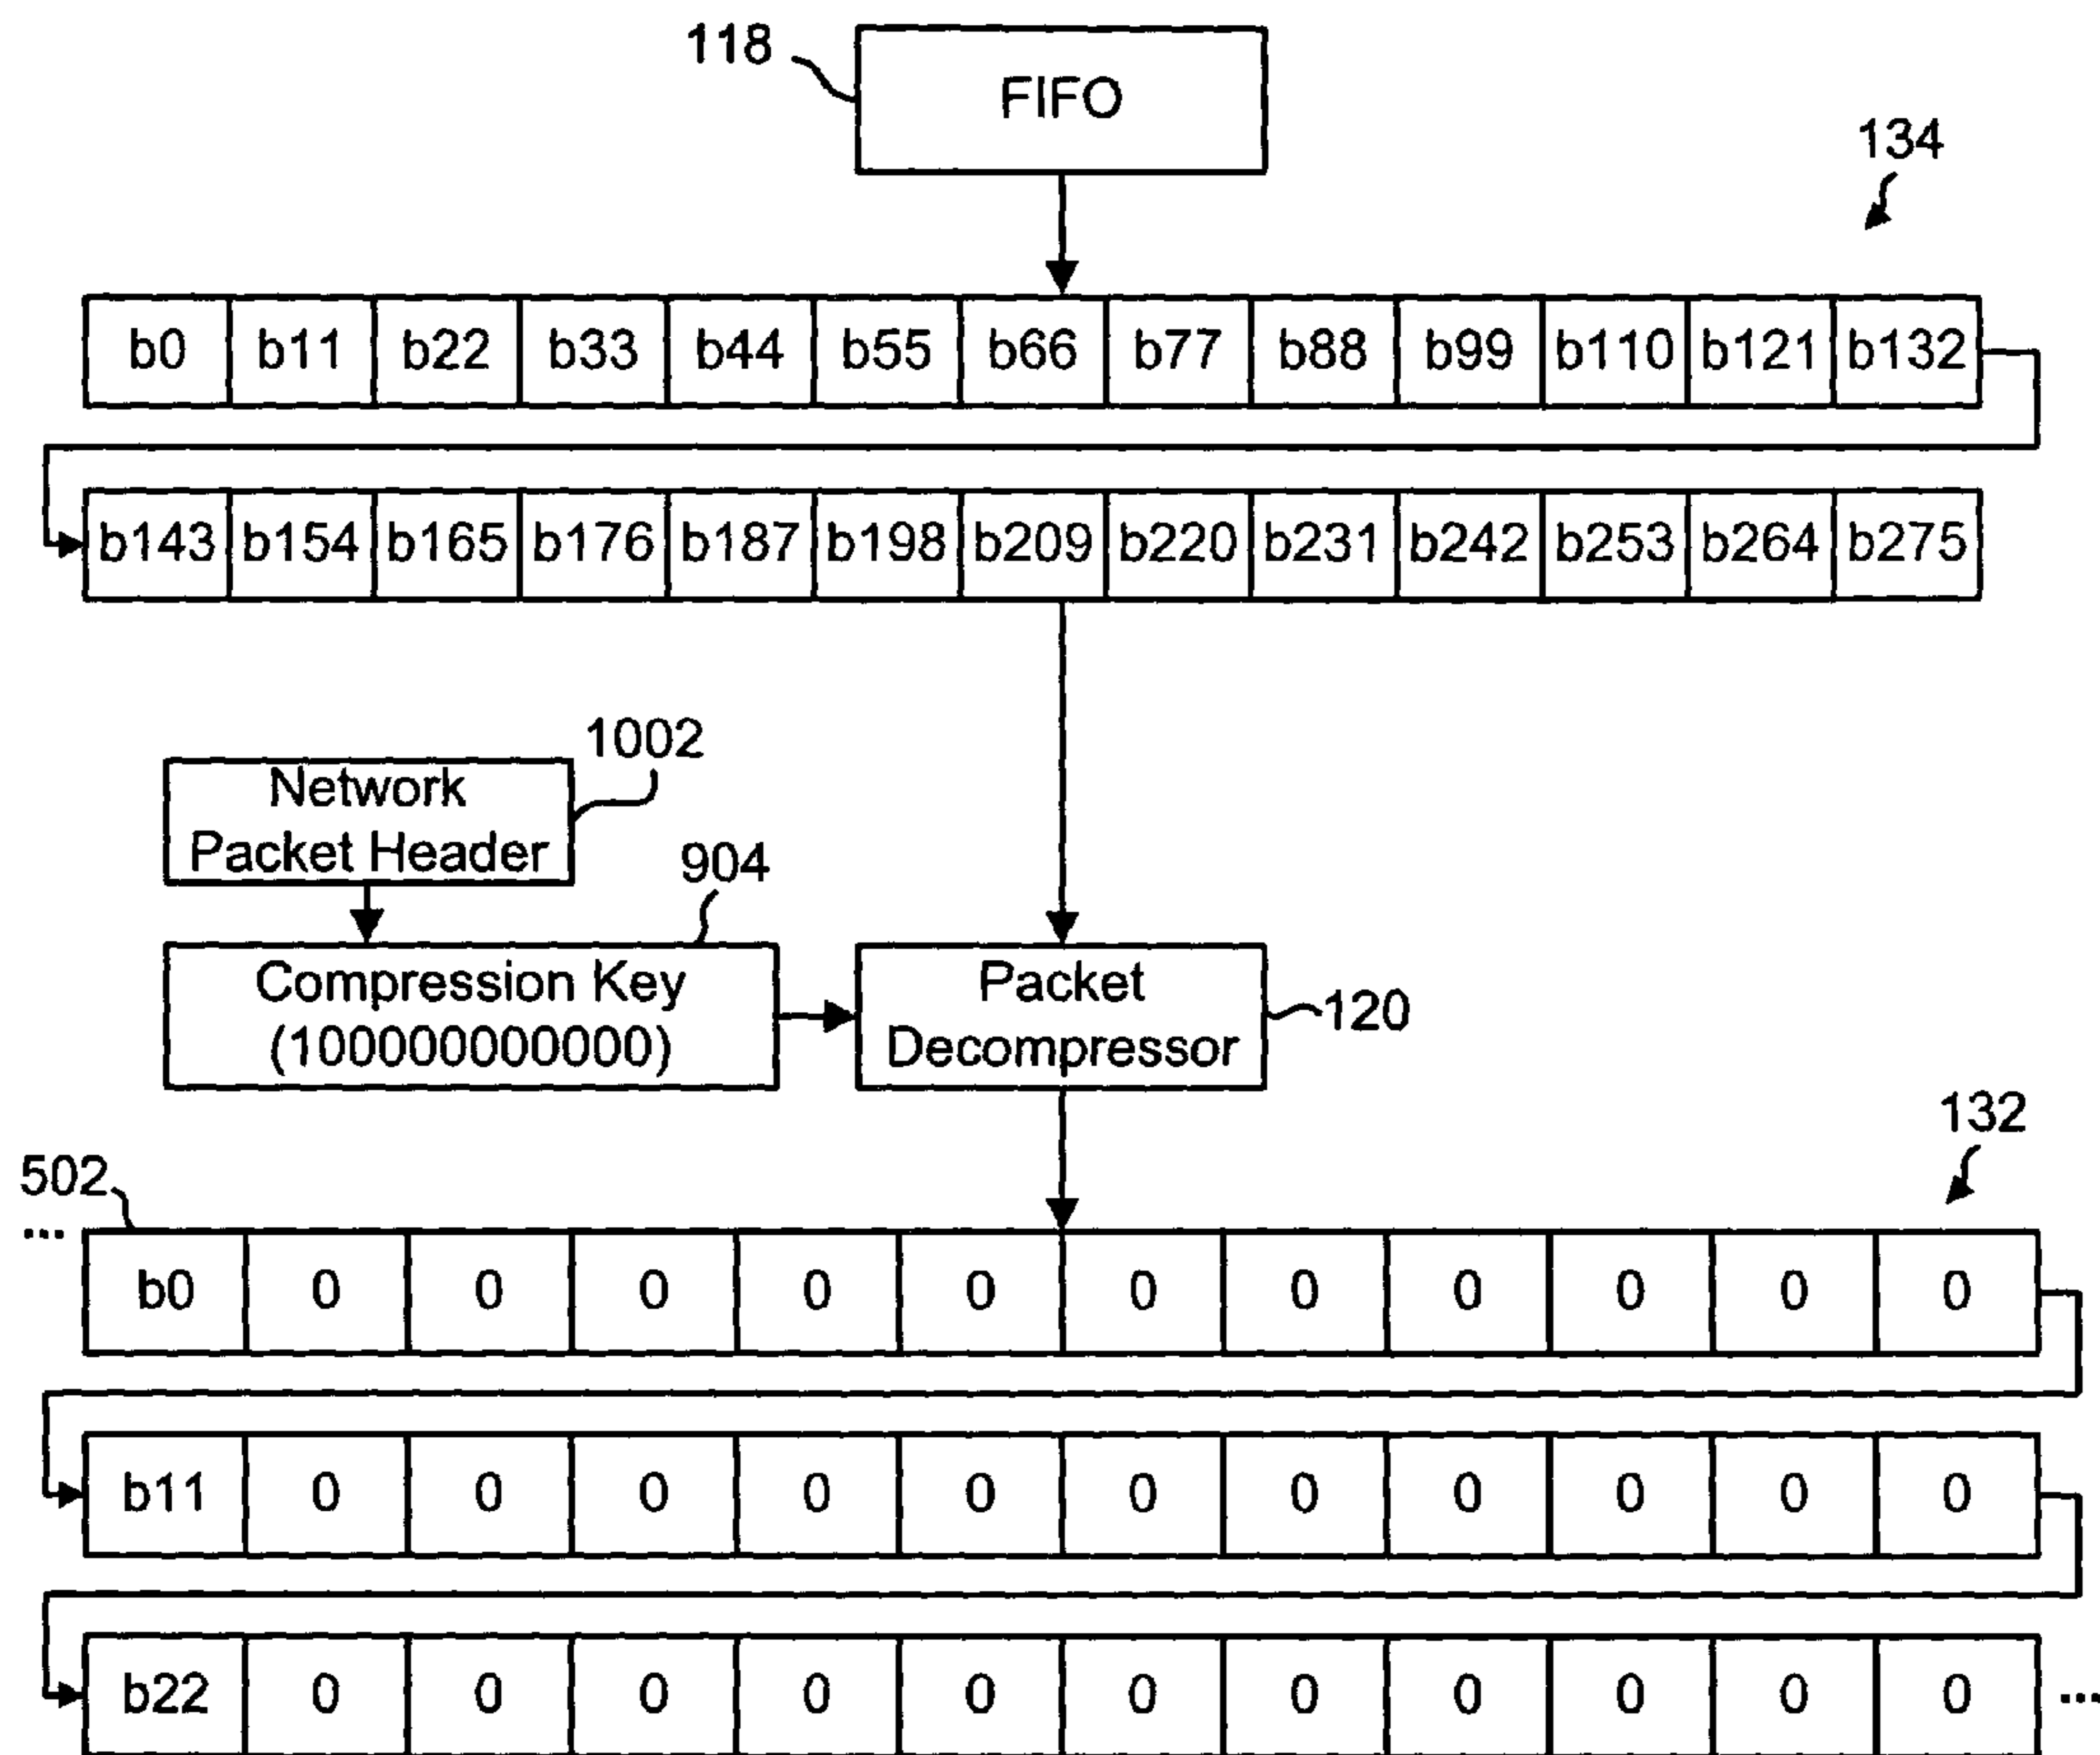 118
FIFO
134
b0 b11 b22 b33 b44 b55 b66 b77 b88 b99 b110 b121 b132
b143 b154 b165 b176 b187 b198 b209 b220 b231 b242 b253 b264 b275
1002
Network
Packet Header
904
Compression Key
(100000000000)
Packet
Decompressor
120
132
502
... b0 0 0 0 0 0 0 0 0 0 0 0
b11 0 0 0 0 0 0 0 0 0 0 0
b22 0 0 0 0 0 0 0 0 0 0 0 ...